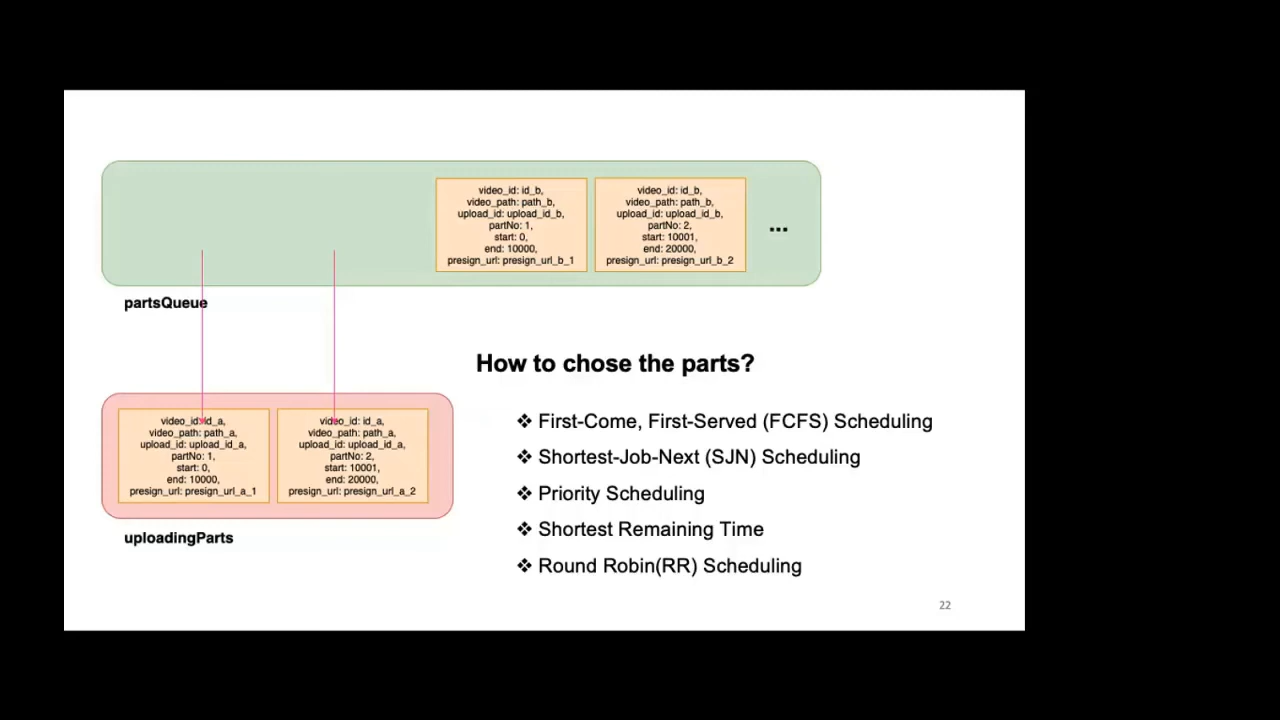 video_id: id_b,
video_path: path_b,
upload_id: upload_id_b,
partNo: 1,
start: 0,
end: 10000,
presign_url: presign_url_b_1
video_id: id_b,
video_path: path_b,
upload_id: upload_id_b,
partNo: 2,
start: 10001,
end: 20000,
presign_url: presign_url_b_2
...
partsQueue
How to chose the parts?
video_id: id_a,
video_path: path_a,
upload_id: upload_id_a,
partNo: 1,
start: 0,
end: 10000,
presign_url: presign_url_a_1
video_id: id_a,
video_path: path_a,
upload_id: upload_id_a,
partNo: 2,
start: 10001,
end: 20000,
presign_url: presign_url_a_2
uploadingParts
❖ First-Come, First-Served (FCFS) Scheduling
❖ Shortest-Job-Next (SJN) Scheduling
❖ Priority Scheduling
❖ Shortest Remaining Time
❖ Round Robin(RR) Scheduling
22